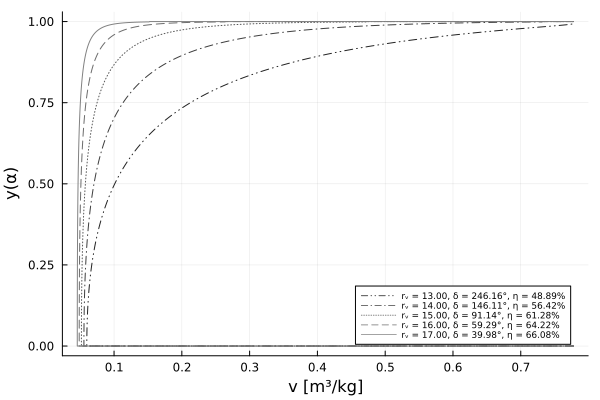 1.00
0.75
0.50
0.25
0.00
y(α)
rᵥ = 13.00, δ = 246.16°, η = 48.89%
rᵥ = 14.00, δ = 146.11°, η = 56.42%
rᵥ = 15.00, δ = 91.14°, η = 61.28%
rᵥ = 16.00, δ = 59.29°, η = 64.22%
rᵥ = 17.00, δ = 39.98°, η = 66.08%
0.1 0.2 0.3 0.4 0.5 0.6 0.7
v [m³/kg]